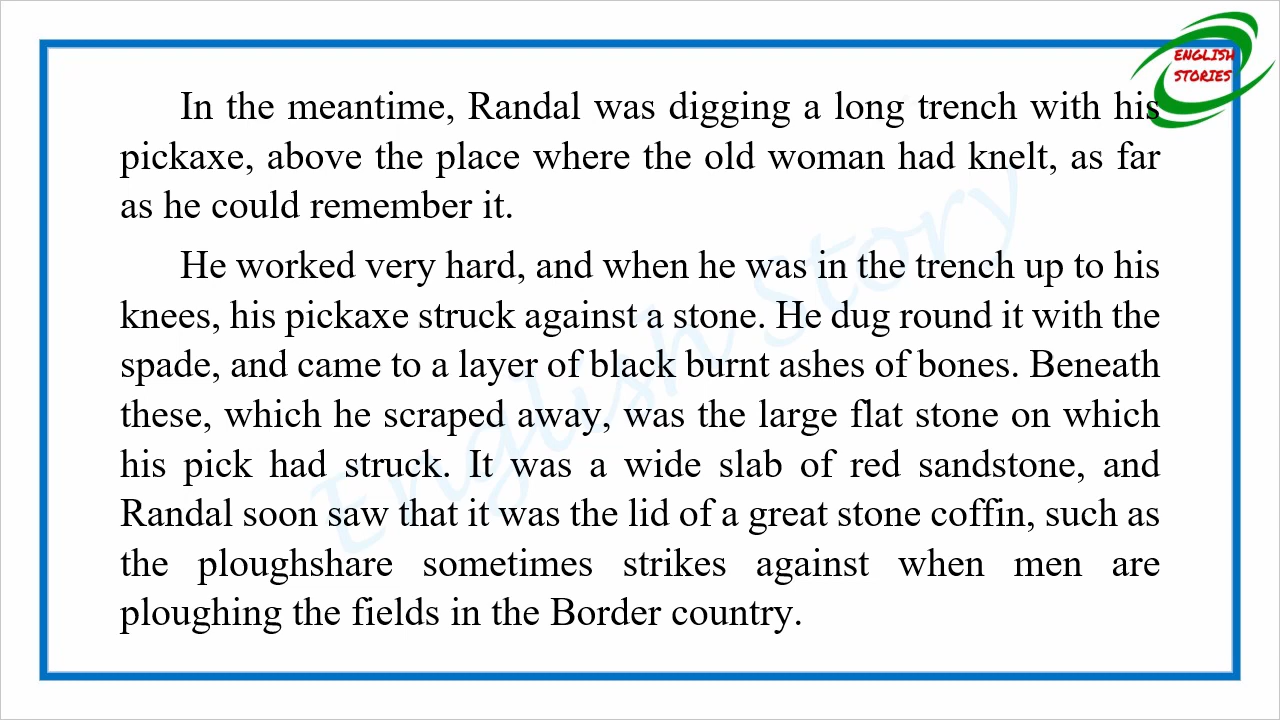 ENGLISH
STORIES
In the meantime, Randal was digging a long trench with his
pickaxe, above the place where the old woman had knelt, as far
as he could remember it.
He worked very hard, and when he was in the trench up to his
knees, his pickaxe struck against a stone. He dug round it with the
spade, and came to a layer of black burnt ashes of bones. Beneath
these, which he scraped away, was the large flat stone on which
his pick had struck. It was a wide slab of red sandstone, and
Randal soon saw that it was the lid of a great stone coffin, such as
the ploughshare sometimes strikes against when men are
ploughing the fields in the Border country.
English Story